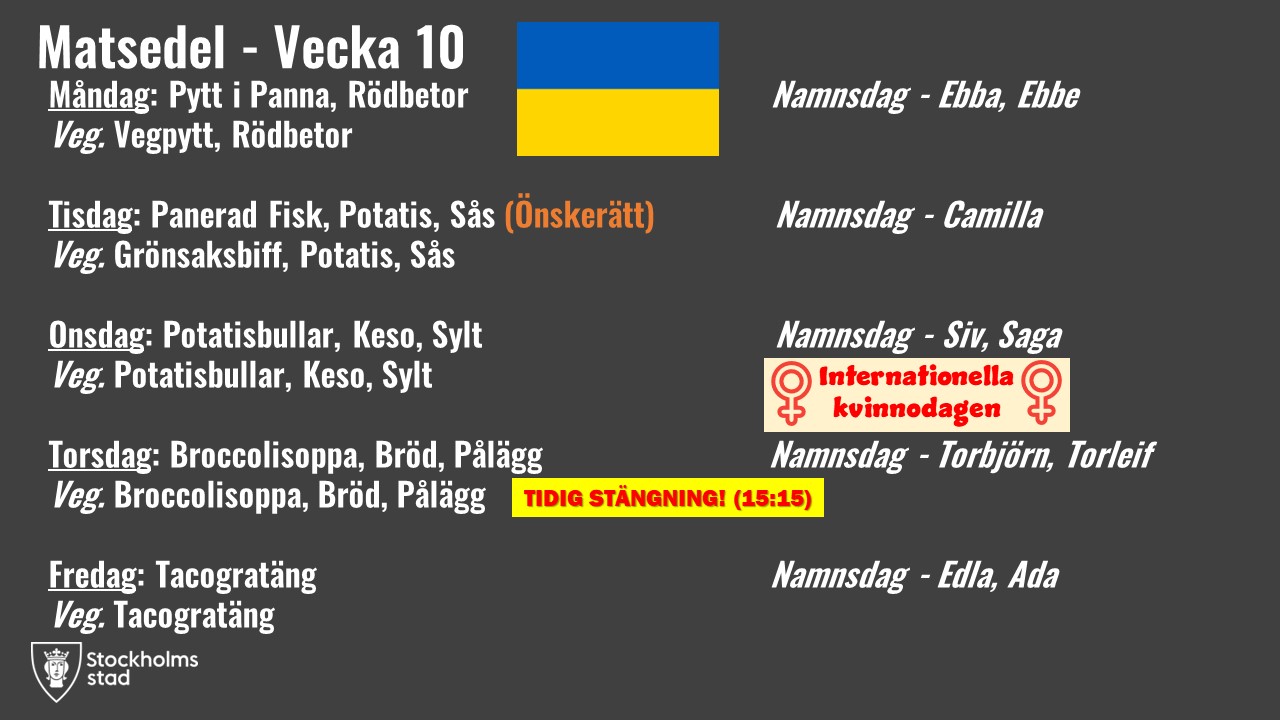 Matsedel - Vecka 10
Måndag: Pytt i Panna, Rödbetor
Namnsdag - Ebba, Ebbe
Veg. Vegpytt, Rödbetor
Tisdag: Panerad Fisk, Potatis, Sås (Önskerätt)
Namnsdag - Camilla
Veg. Grönsaksbiff, Potatis, Sås
Onsdag: Potatisbullar, Keso, Sylt
Namnsdag - Siv, Saga
Veg. Potatisbullar, Keso, Sylt
Internationella
kvinnodagen
Torsdag: Broccolisoppa, Bröd, Pålägg
Namnsdag - Torbjörn, Torleif
Veg. Broccolisoppa, Bröd, Pålägg
TIDIG STÄNGNING! (15:15)
Fredag: Tacogratäng
Namnsdag - Edla, Ada
Veg. Tacogratäng
Stockholms
stad